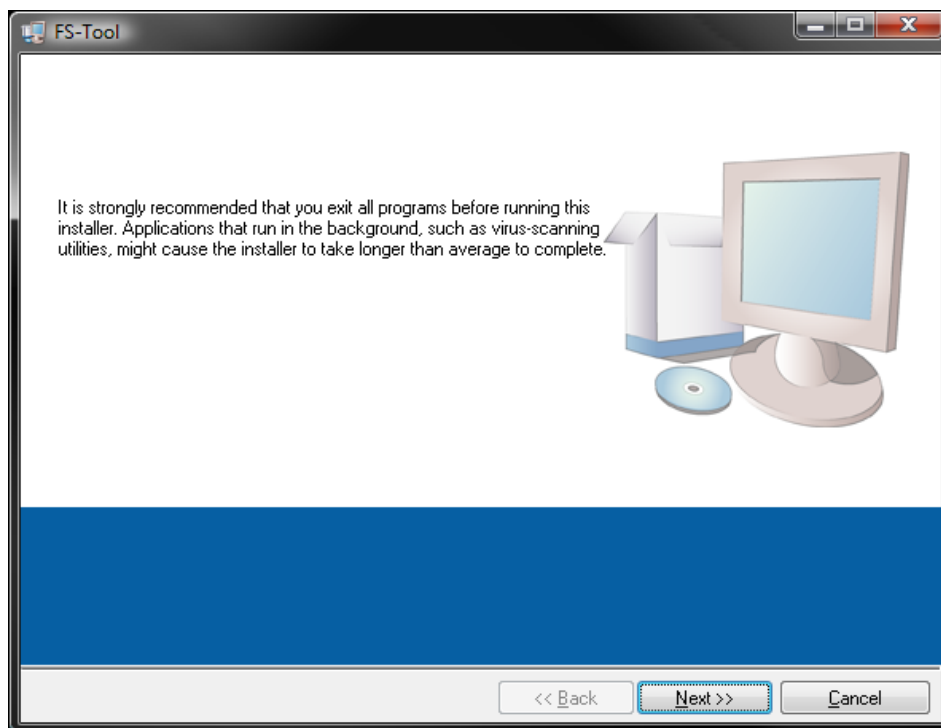 FS-Tool
It is strongly recommended that you exit all programs before running this
installer. Applications that run in the background, such as virus-scanning
utilities, might cause the installer to take longer than average to complete.
<< Back
Next >>
Cancel